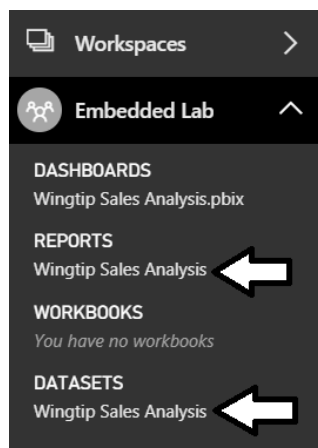 Workspaces
Embedded Lab
DASHBOARDS
Wingtip Sales Analysis.pbix
REPORTS
Wingtip Sales Analysis
WORKBOOKS
You have no workbooks
DATASETS
Wingtip Sales Analysis